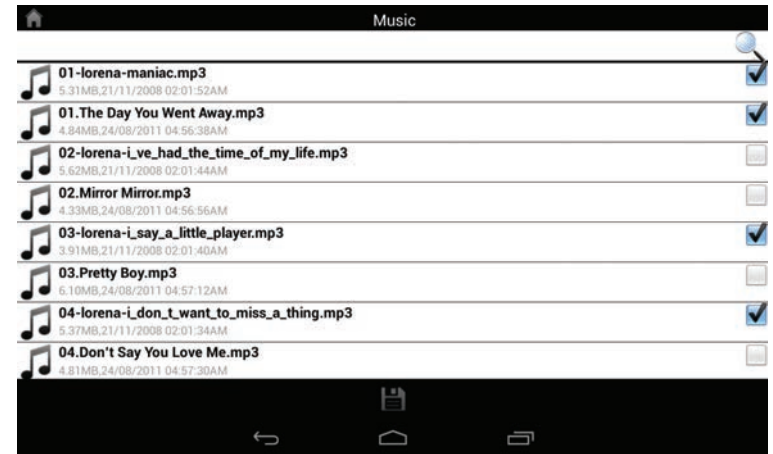 Music
01-lorena-maniac.mp3
5.31MB,21/11/2008 02:01:52AM
01.The Day You Went Away.mp3
4.84MB,24/08/2011 04:56:38AM
02-lorena-i_ve_had_the_time_of_my_life.mp3
5.62MB,21/11/2008 02:01:44AM
02.Mirror Mirror.mp3
4.33MB,24/08/2011 04:56:56AM
03-lorena-i_say_a_little_player.mp3
3.91MB,21/11/2008 02:01:40AM
03.Pretty Boy.mp3
6.10MB,24/08/2011 04:57:12AM
04-lorena-i_don_t_want_to_miss_a_thing.mp3
5.37MB,21/11/2008 02:01:34AM
04.Don't Say You Love Me.mp3
4.81MB,24/08/2011 04:57:30AM